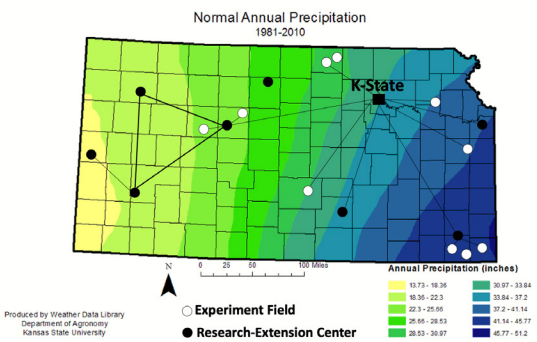 Normal Annual Precipitation
1981-2010
K-State
N
0 25 50 100 Miles
Experiment Field
Research-Extension Center
Produced by Weather Data Library
Department of Agronomy
Kansas State University
Annual Precipitation (inches)
13.73 - 18.36
18.36 - 22.3
22.3 - 25.66
25.66 - 28.53
28.53 - 30.97
30.97 - 33.84
33.84 - 37.2
37.2 - 41.14
41.14 - 45.77
45.77 - 51.2